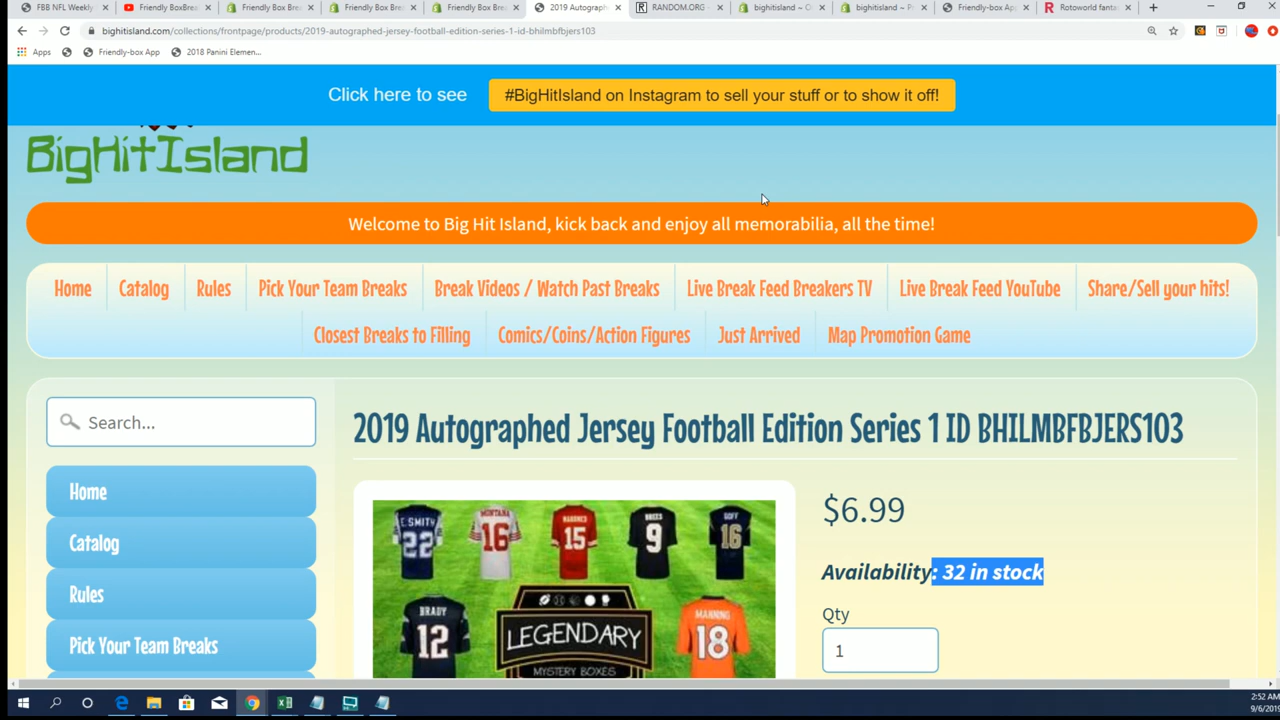 FBB NFL Weekly
Friendly BoxBrea
Friendly Box Break
Friendly Box Brea
Friendly Box Brea
2019 Autograph
RANDOM.ORG -
bighitisland ~ O
bighitisland ~ P
Friendly-box Ap
Rotoworld fanta
bighitisland.com/collections/frontpage/products/2019-autographed-jersey-football-edition-series-1-id-bhilmbfbjers103
Apps
Friendly-box App
2018 Panini Elemen...
Click here to see
#BigHitIsland on Instagram to sell your stuff or to show it off!
BigHitIsland
Welcome to Big Hit Island, kick back and enjoy all memorabilia, all the time!
Home Catalog Rules Pick Your Team Breaks Break Videos / Watch Past Breaks Live Break Feed Breakers TV Live Break Feed YouTube Share/Sell your hits!
Closest Breaks to Filling Comics/Coins/Action Figures Just Arrived Map Promotion Game
Search...
2019 Autographed Jersey Football Edition Series 1 ID BHILMBFBJERS103
Home
Catalog
Rules
Pick Your Team Breaks
E.SMITH
22
MONTANA
16
MAHOMES
15
BREES
9
GOFF
16
BRADY
12
LEGENDARY
MYSTERY BOXES
MANNING
18
$6.99
Availability: 32 in stock
Qty
1
2:52 AM
9/6/2019